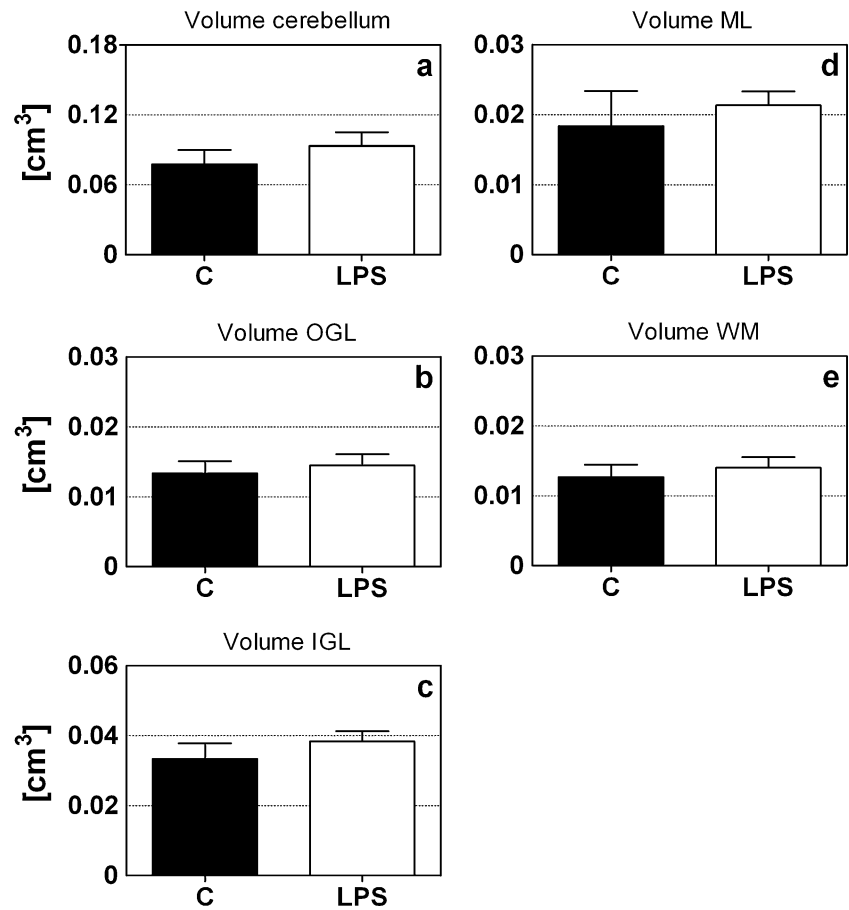 Volume cerebellum
a
[cm³]
0.18
0.12
0.06
0
C LPS
Volume ML
d
0.03
0.02
0.01
0
C LPS
Volume OGL
b
[cm³]
0.03
0.02
0.01
0
C LPS
Volume WM
e
0.03
0.02
0.01
0
C LPS
Volume IGL
c
[cm³]
0.06
0.04
0.02
0
C LPS